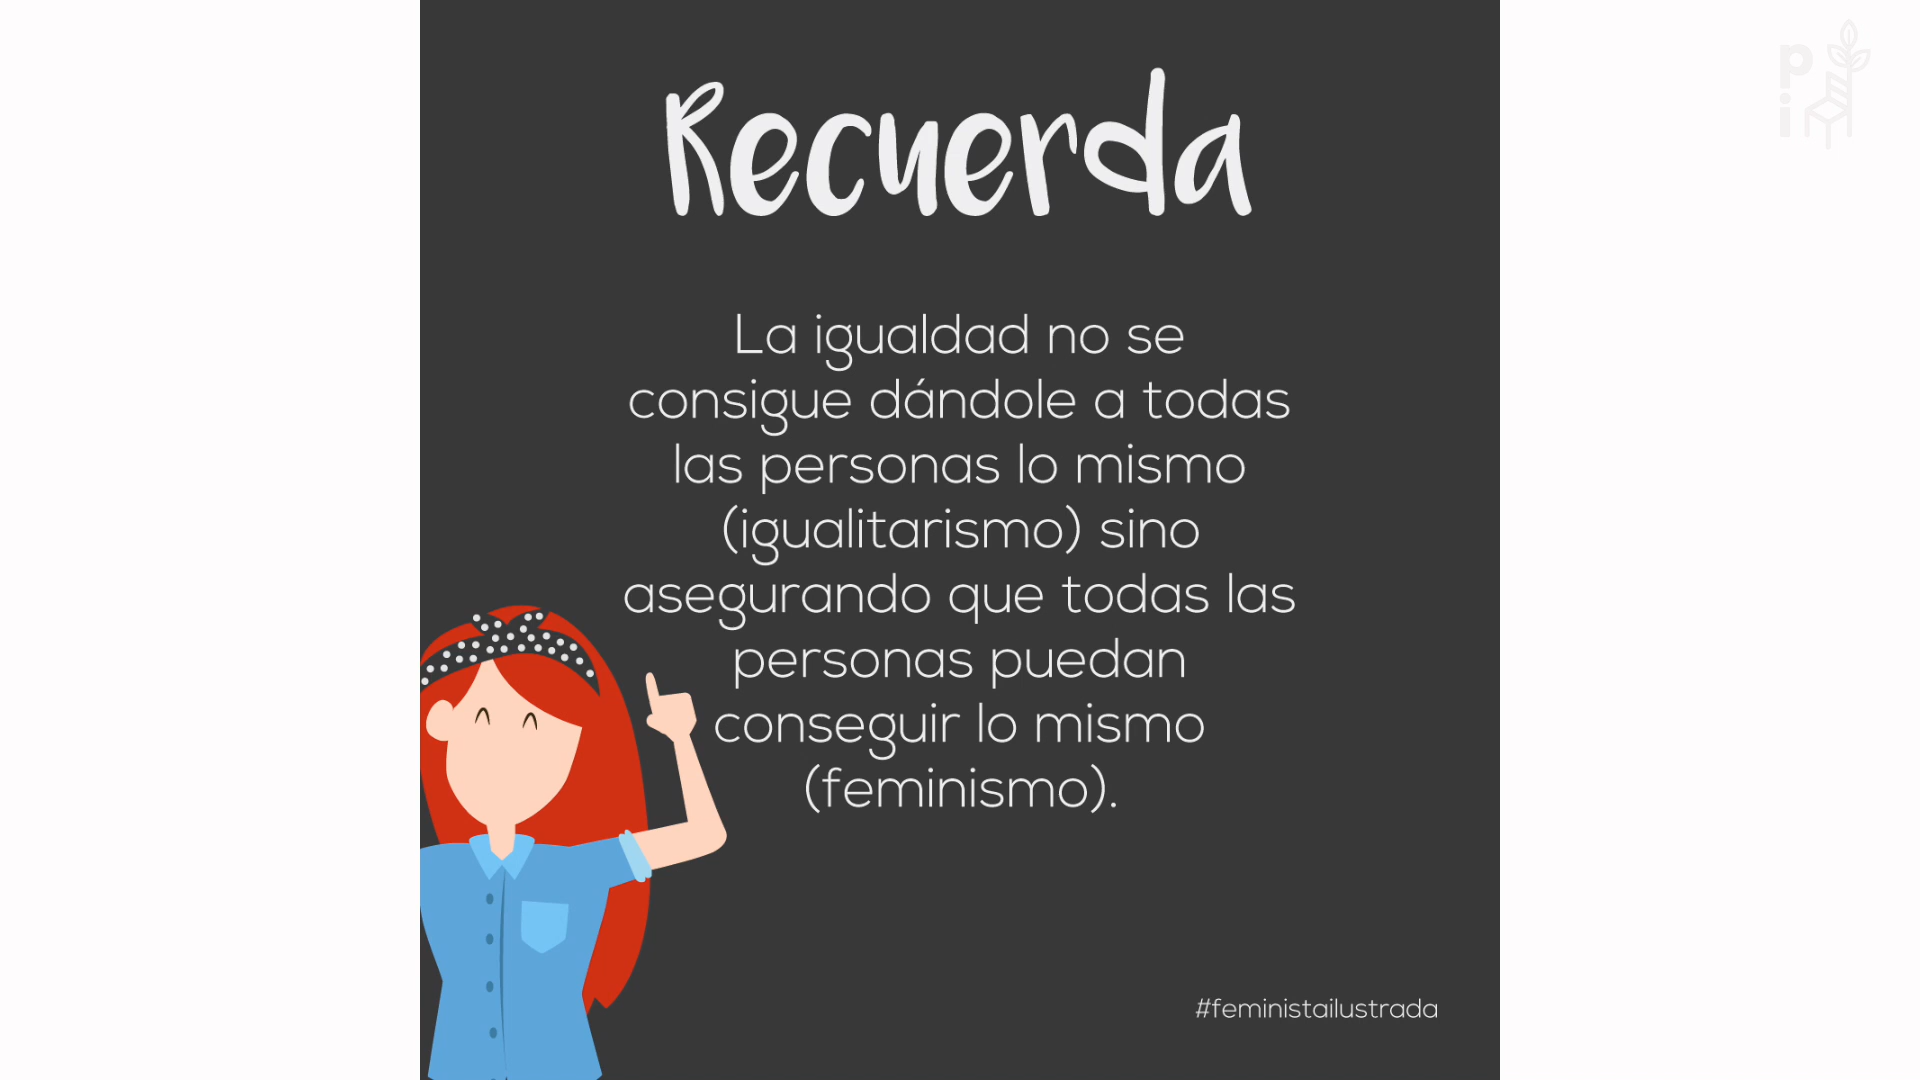 pi
Recuerda
La igualdad no se
consigue dándole a todas
las personas lo mismo
(igualitarismo) sino
asegurando que todas las
personas puedan
conseguir lo mismo
(feminismo).
#feministailustrada